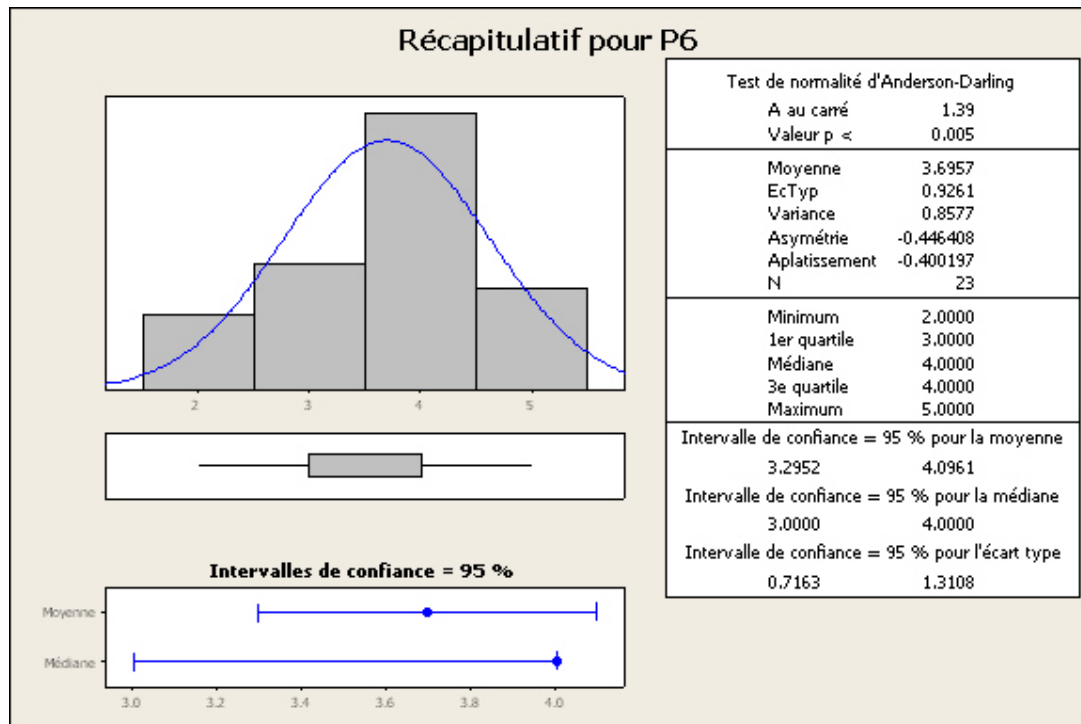 Récapitulatif pour P6
2 3 4 5
Intervalles de confiance = 95 %
Moyenne
Médiane
3.0 3.2 3.4 3.6 3.8 4.0
Test de normalité d'Anderson-Darling
A au carré 1.39
Valeur p < 0.005
Moyenne 3.6957
EcTyp 0.9261
Variance 0.8577
Asymétrie -0.446408
Aplatissement -0.400197
N 23
Minimum 2.0000
1er quartile 3.0000
Médiane 4.0000
3e quartile 4.0000
Maximum 5.0000
Intervalle de confiance = 95 % pour la moyenne
3.2952 4.0961
Intervalle de confiance = 95 % pour la médiane
3.0000 4.0000
Intervalle de confiance = 95 % pour l'écart type
0.7163 1.3108